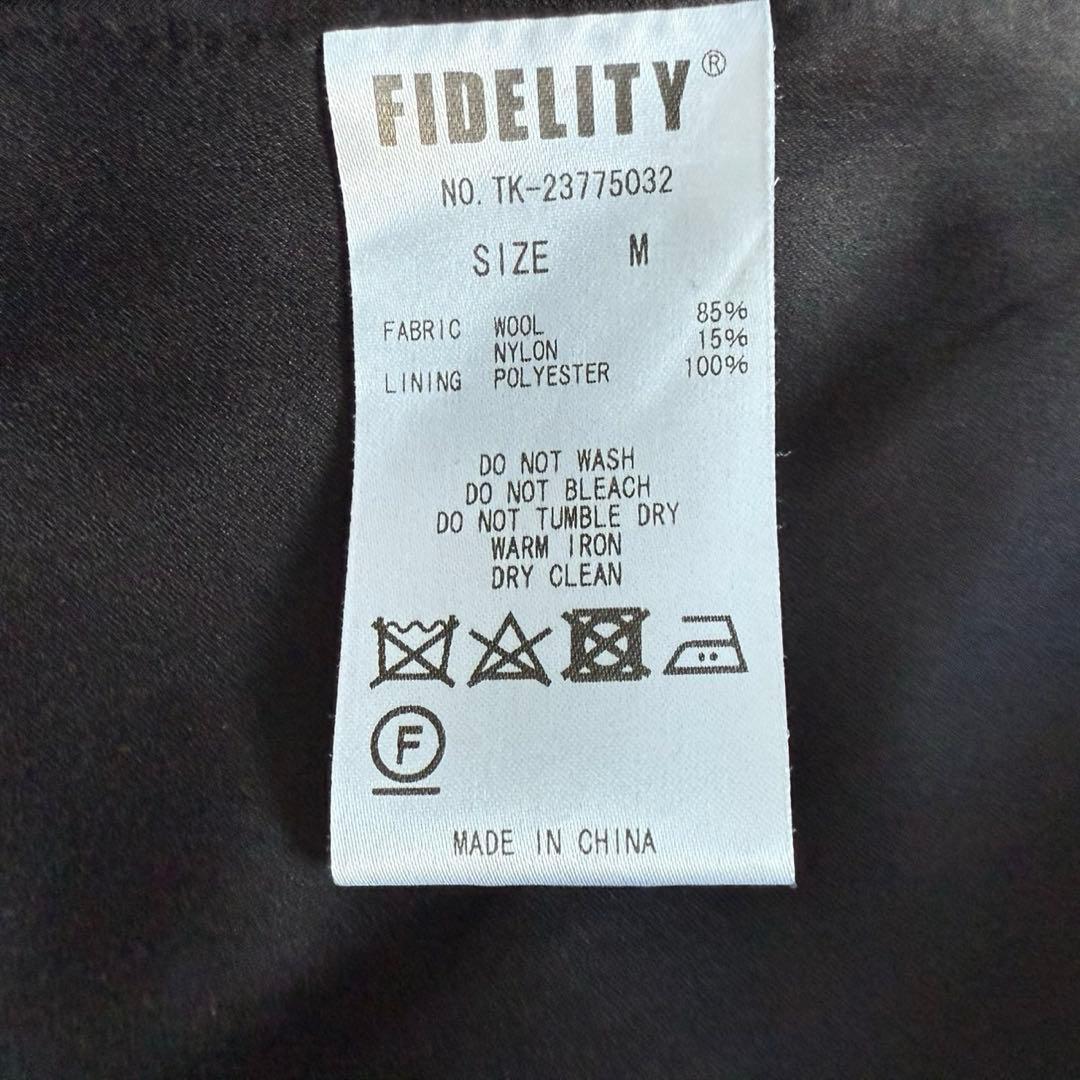 FIDELITY®
NO. TK-23775032
SIZE M
FABRIC WOOL 85%
NYLON 15%
LINING POLYESTER 100%
DO NOT WASH
DO NOT BLEACH
DO NOT TUMBLE DRY
WARM IRON
DRY CLEAN
F
MADE IN CHINA